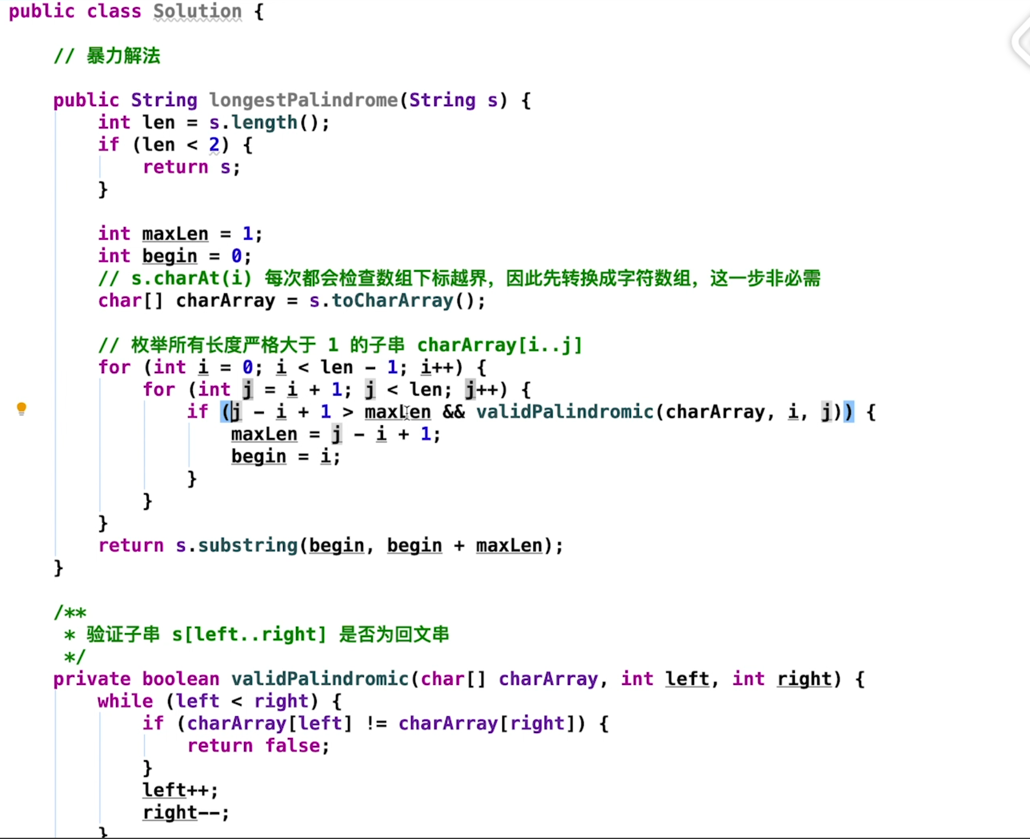 public class Solution {
// 暴力解法
public String longestPalindrome(String s) {
int len = s.length();
if (len < 2) {
return s;
}
int maxLen = 1;
int begin = 0;
// s.charAt(i) 每次都会检查数组下标越界，因此先转换成字符数组，这一步非必需
char[] charArray = s.toCharArray();
// 枚举所有长度严格大于 1 的子串 charArray[i..j]
for (int i = 0; i < len - 1; i++) {
for (int j = i + 1; j < len; j++) {
if (j - i + 1 > maxLen && validPalindromic(charArray, i, j)) {
maxLen = j - i + 1;
begin = i;
}
}
}
return s.substring(begin, begin + maxLen);
}
/**
* 验证子串 s[left..right] 是否为回文串
*/
private boolean validPalindromic(char[] charArray, int left, int right) {
while (left < right) {
if (charArray[left] != charArray[right]) {
return false;
}
left++;
right--;
}